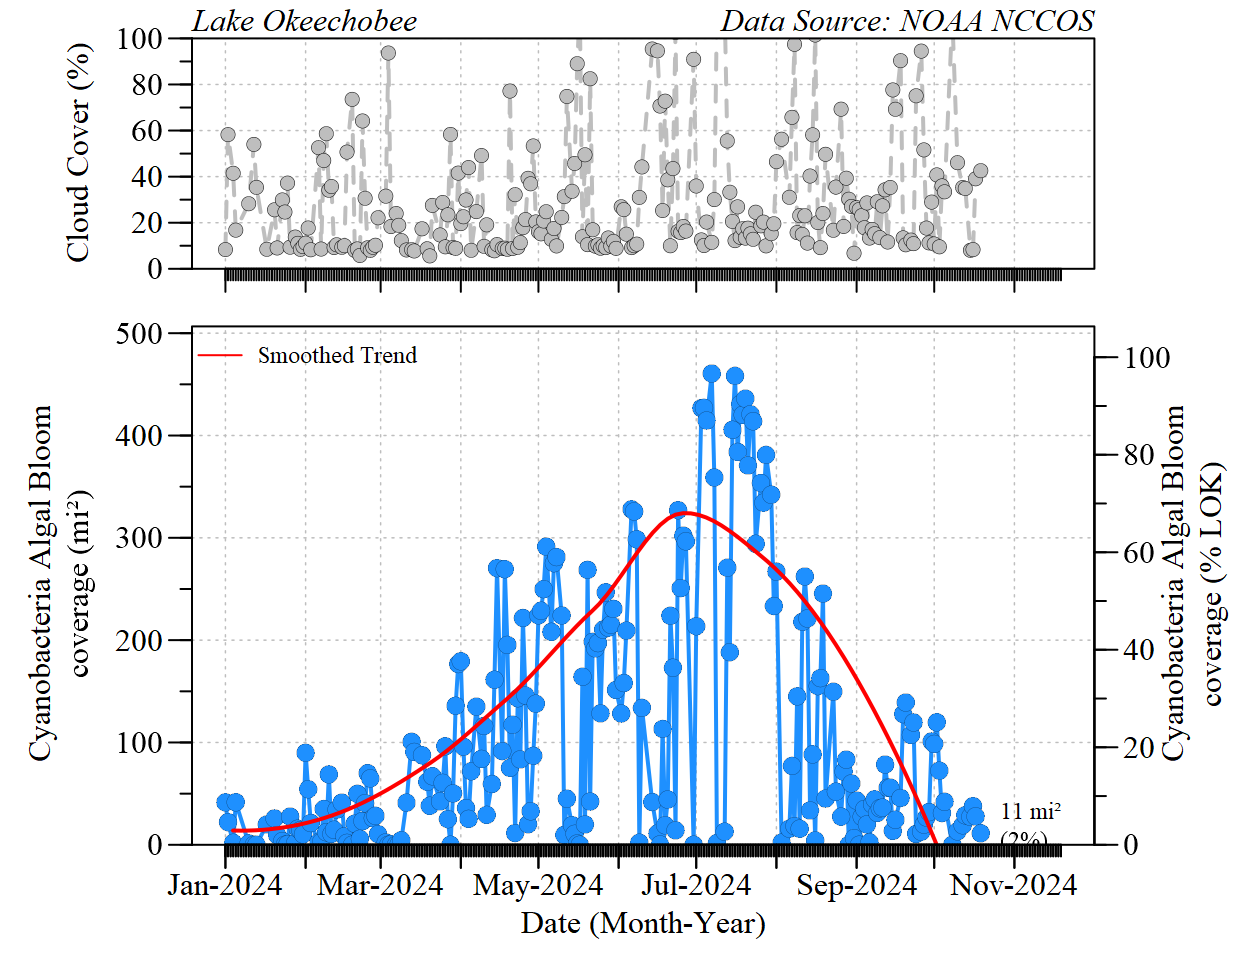 Lake Okeechobee
Data Source: NOAA NCCOS
Cloud Cover (%)
100
80
60
40
20
0
Cyanobacteria Algal Bloom
coverage (mi²)
500
400
300
200
100
0
Smoothed Trend
100
80
60
40
20
0
Cyanobacteria Algal Bloom
coverage (% LOK)
11 mi²
(2%)
Jan-2024
Mar-2024
May-2024
Jul-2024
Sep-2024
Nov-2024
Date (Month-Year)